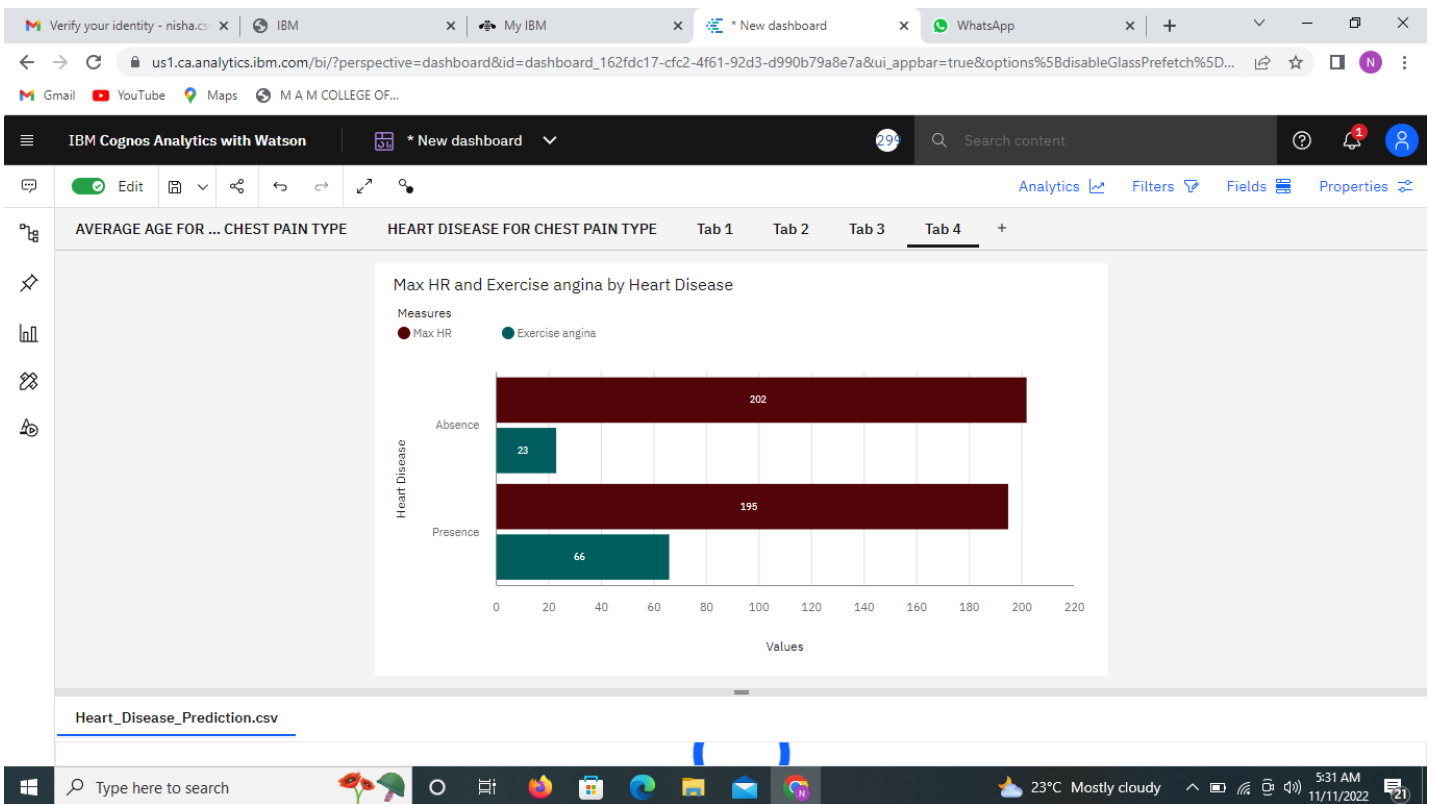 Verify your identity - nisha.cs
IBM
My IBM
* New dashboard
WhatsApp
us1.ca.analytics.ibm.com/bi/?perspective=dashboard&id=dashboard_162fdc17-cfc2-4f61-92d3-d990b79a8e7a&ui_appbar=true&options%5BdisableGlassPrefetch%5D...
N
Gmail
YouTube
Maps
M A M COLLEGE OF...
IBM Cognos Analytics with Watson
* New dashboard
299
Search content
1
Edit
Analytics
Filters
Fields
Properties
AVERAGE AGE FOR ... CHEST PAIN TYPE
HEART DISEASE FOR CHEST PAIN TYPE
Tab 1
Tab 2
Tab 3
Tab 4
+
Max HR and Exercise angina by Heart Disease
Measures
Max HR
Exercise angina
202
Absence
23
Heart Disease
195
Presence
66
0 20 40 60 80 100 120 140 160 180 200 220
Values
Heart_Disease_Prediction.csv
Type here to search
N
23°C Mostly cloudy
5:31 AM
11/11/2022
21